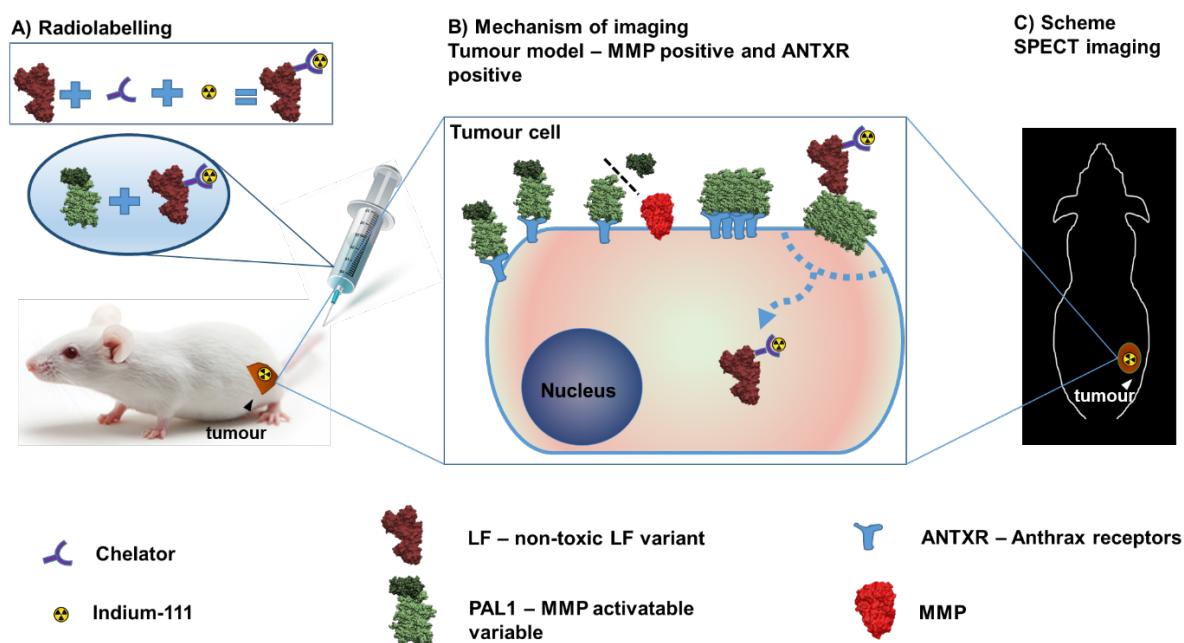 A) Radiolabelling
B) Mechanism of imaging
Tumour model – MMP positive and ANTXR
positive
C) Scheme
SPECT imaging
Tumour cell
Nucleus
tumour
tumour
Chelator
Indium-111
LF – non-toxic LF variant
PAL1 – MMP activatable
variable
ANTXR – Anthrax receptors
MMP